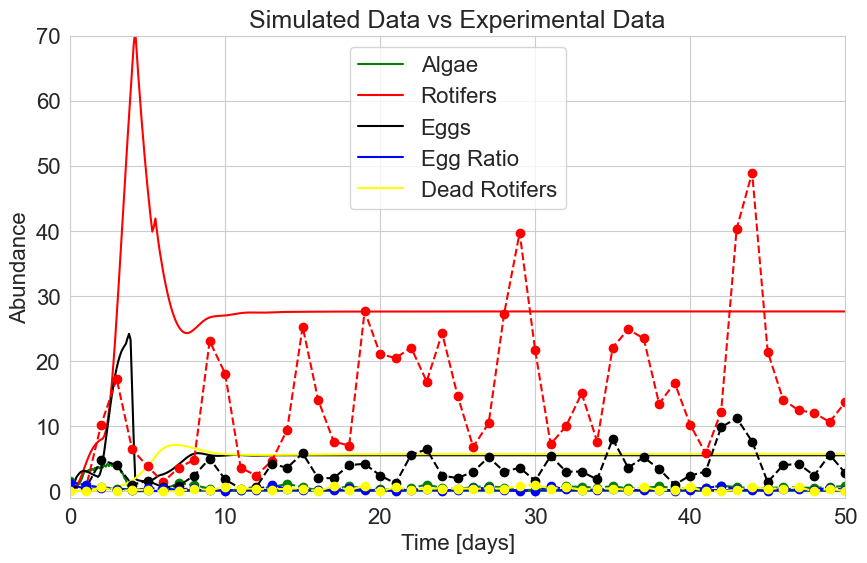 Simulated Data vs Experimental Data
Abundance
70
60
50
40
30
20
10
0
Algae
Rotifers
Eggs
Egg Ratio
Dead Rotifers
0 10 20 30 40 50
Time [days]